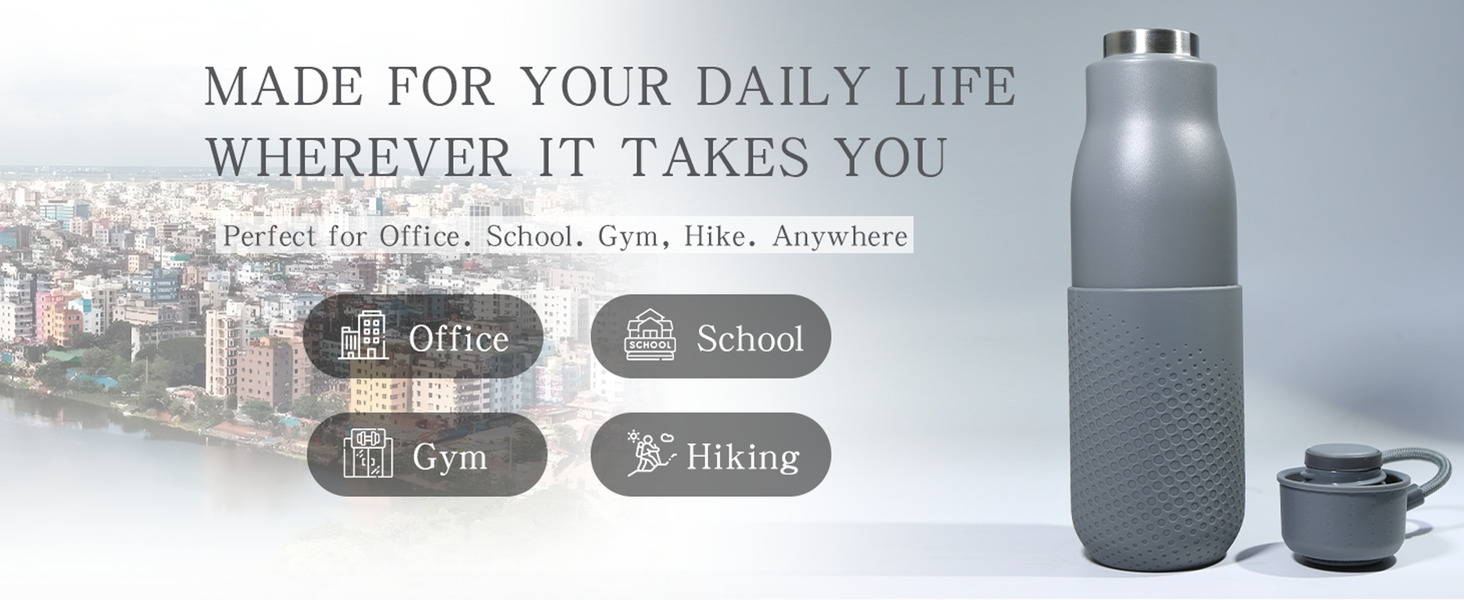 MADE FOR YOUR DAILY LIFE
WHEREVER IT TAKES YOU
Perfect for Office. School. Gym, Hike. Anywhere
Office
SCHOOL
School
Gym
Hiking